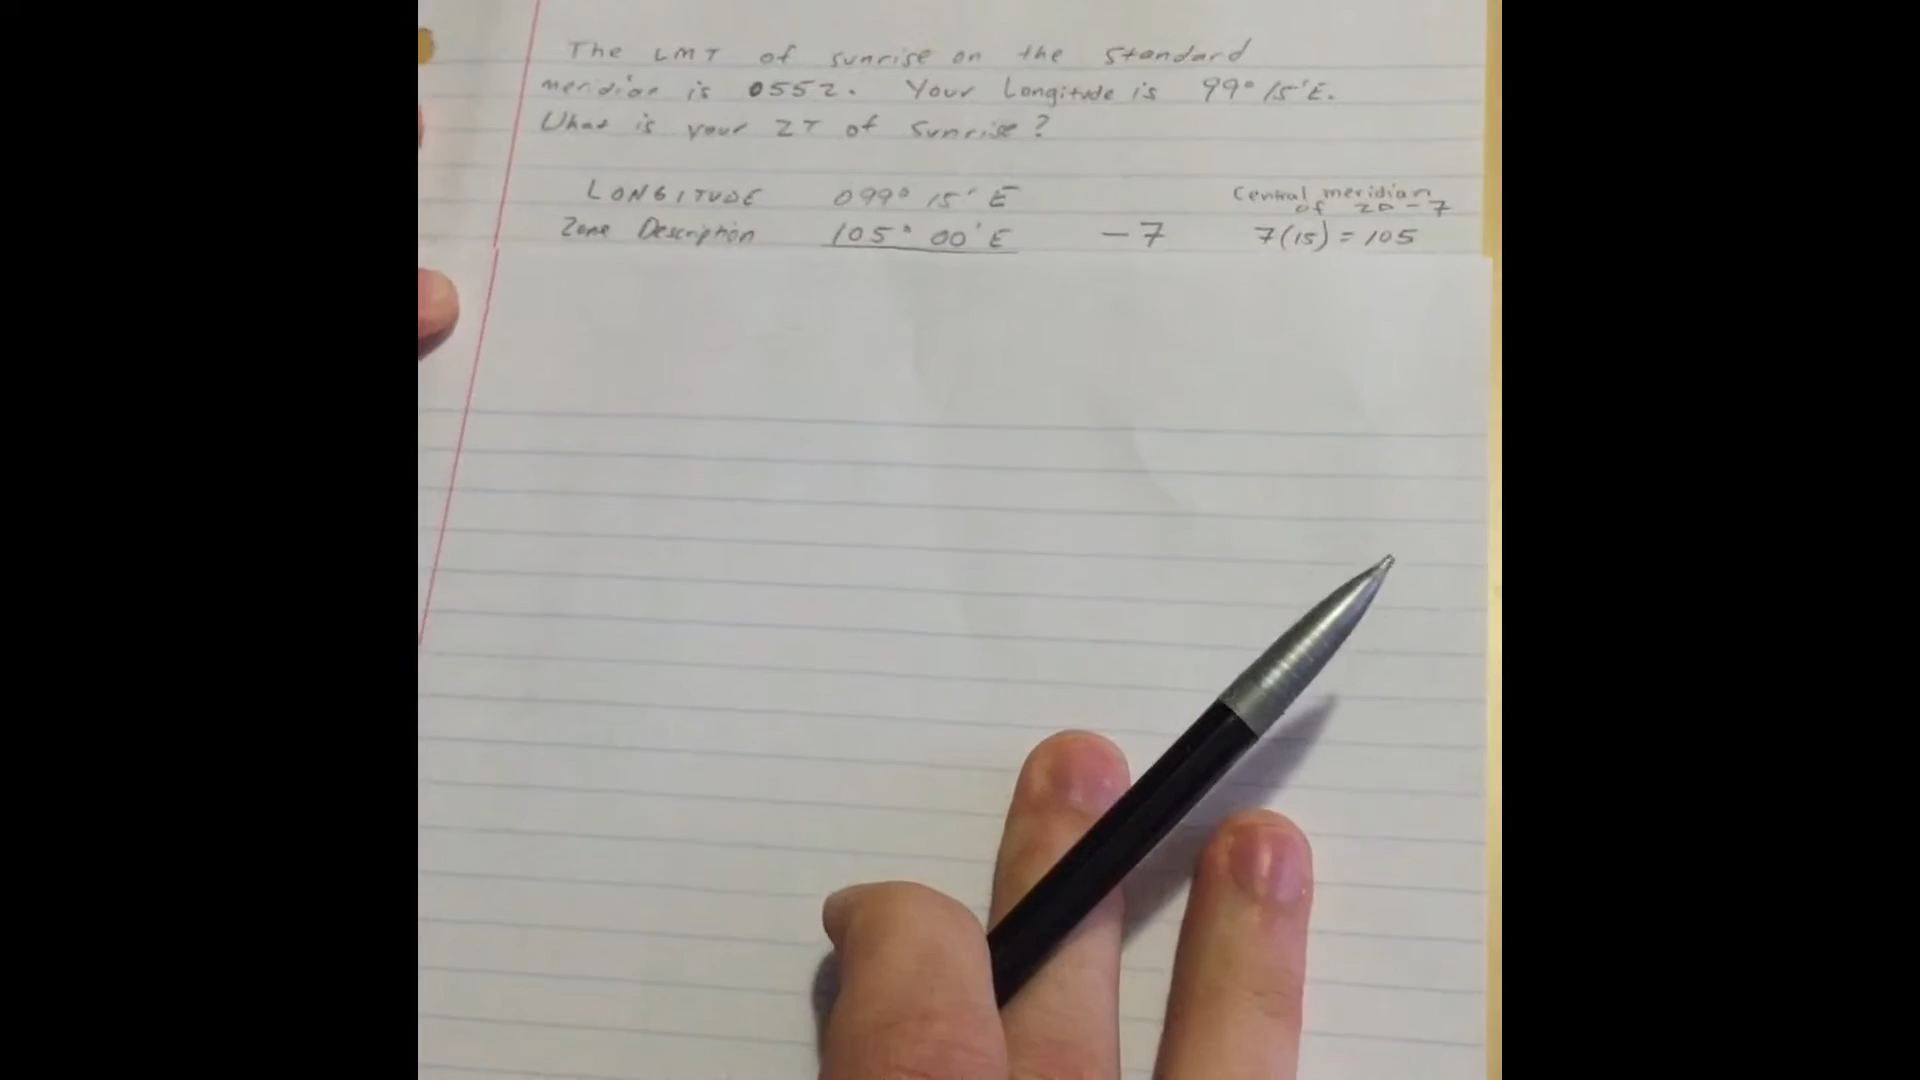 The LMT of sunrise on the standard
meridian is 0552. Your Longitude is 99° 15'E.
What is your ZT of sunrise?
LONGITUDE 099° 15' E
Zone Description 105° 00' E -7
Central meridian
of ZD -7
7(15) = 105